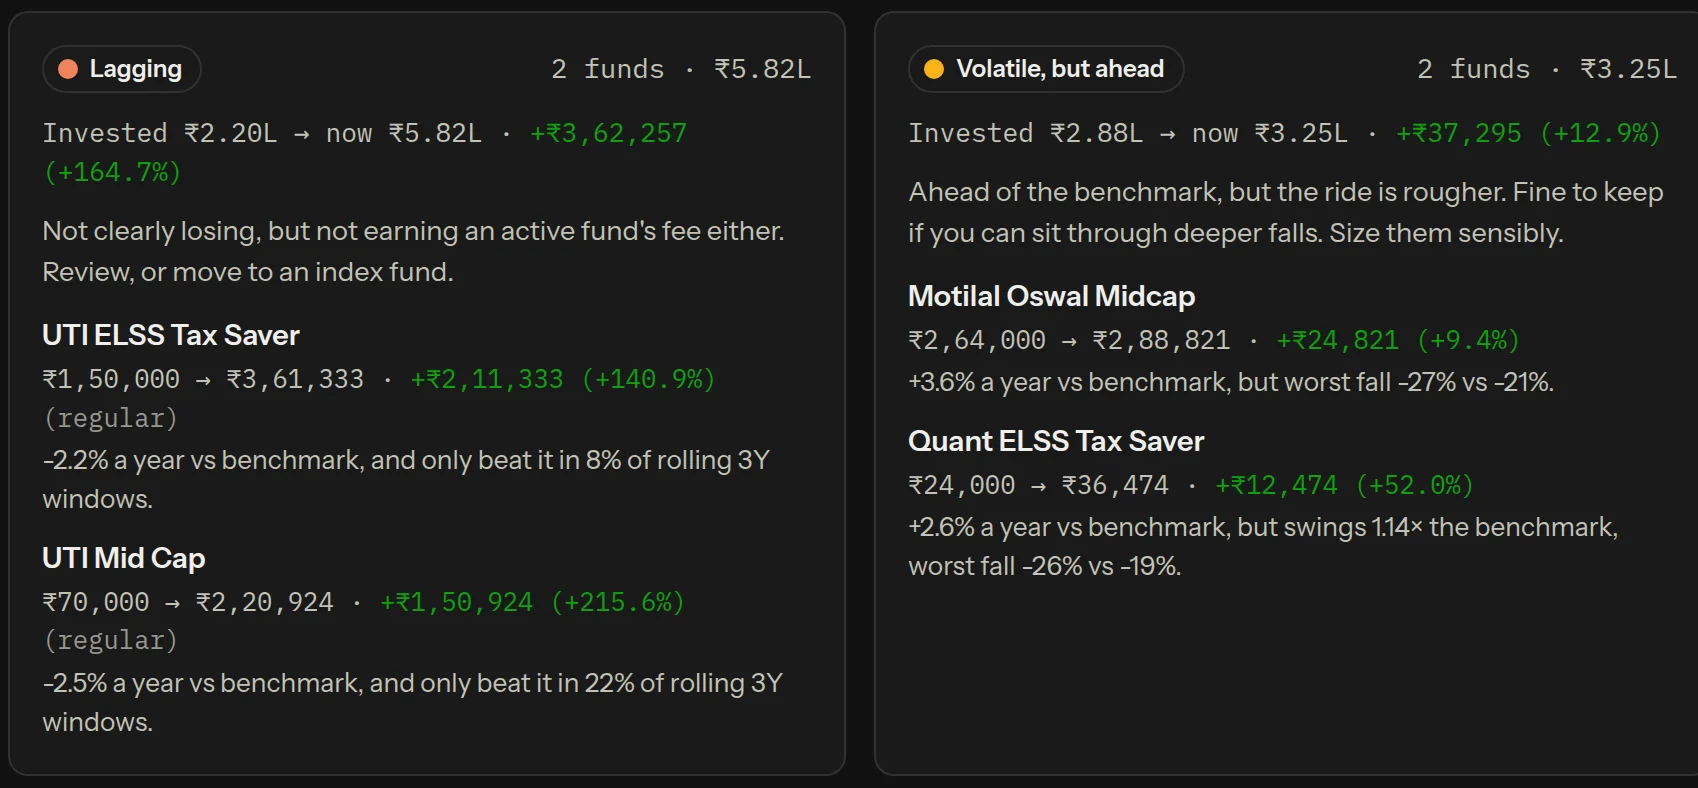 Lagging
2 funds · ₹5.82L
Invested ₹2.20L → now ₹5.82L · +₹3,62,257
(+164.7%)
Not clearly losing, but not earning an active fund's fee either.
Review, or move to an index fund.
UTI ELSS Tax Saver
₹1,50,000 → ₹3,61,333 · +₹2,11,333 (+140.9%)
(regular)
-2.2% a year vs benchmark, and only beat it in 8% of rolling 3Y
windows.
UTI Mid Cap
₹70,000 → ₹2,20,924 · +₹1,50,924 (+215.6%)
(regular)
-2.5% a year vs benchmark, and only beat it in 22% of rolling 3Y
windows.
Volatile, but ahead
2 funds · ₹3.25L
Invested ₹2.88L → now ₹3.25L · +₹37,295 (+12.9%)
Ahead of the benchmark, but the ride is rougher. Fine to keep
if you can sit through deeper falls. Size them sensibly.
Motilal Oswal Midcap
₹2,64,000 → ₹2,88,821 · +₹24,821 (+9.4%)
+3.6% a year vs benchmark, but worst fall -27% vs -21%.
Quant ELSS Tax Saver
₹24,000 → ₹36,474 · +₹12,474 (+52.0%)
+2.6% a year vs benchmark, but swings 1.14× the benchmark,
worst fall -26% vs -19%.